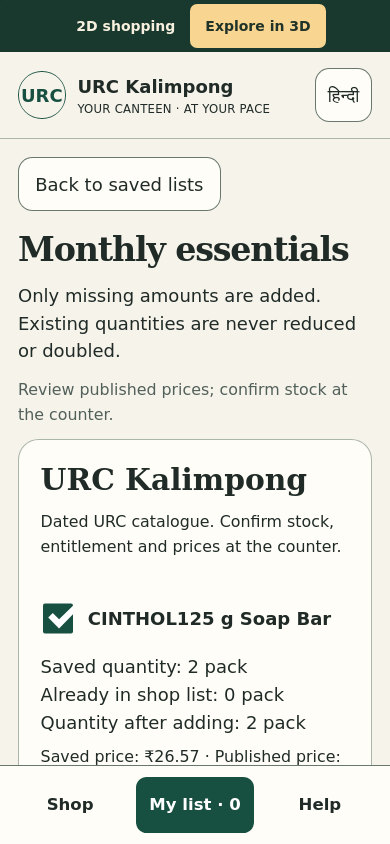 2D shopping Explore in 3D
URC URC Kalimpong हिन्दी
YOUR CANTEEN · AT YOUR PACE
Back to saved lists
Monthly essentials
Only missing amounts are added.
Existing quantities are never reduced
or doubled.
Review published prices; confirm stock at
the counter.
URC Kalimpong
Dated URC catalogue. Confirm stock,
entitlement and prices at the counter.
CINTHOL125 g Soap Bar
Saved quantity: 2 pack
Already in shop list: 0 pack
Quantity after adding: 2 pack
Saved price: ₹26.57 · Published price:
Shop My list · 0 Help